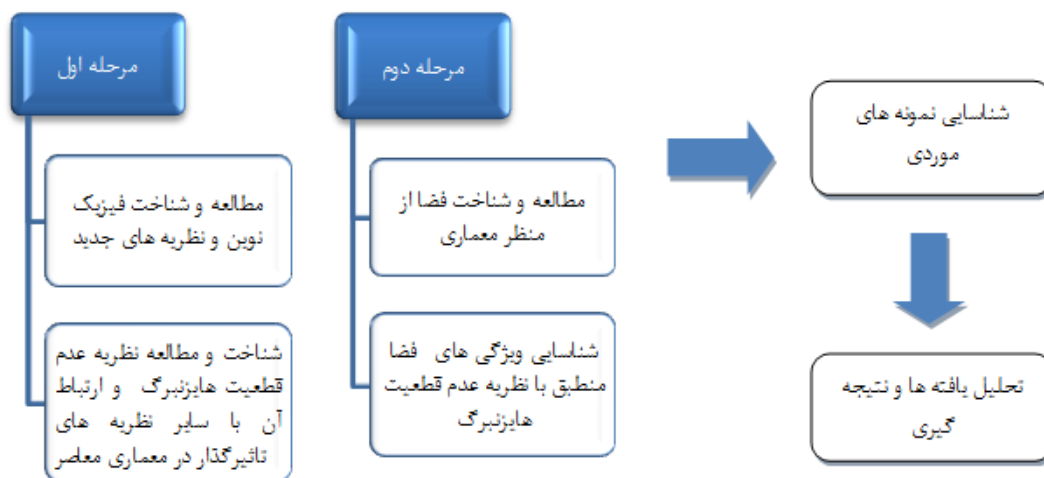 مرحله اول
مطالعه و شناخت فیزیک
نوین و نظریه های جدید
شناخت و مطالعه نظریه عدم
قطعیت هایزنبرگ و ارتباط
آن با سایر نظریه های
تاثیرگذار در معماری معاصر
مرحله دوم
مطالعه و شناخت فضا از
منظر معماری
شناسایی ویژگی های فضا
منطبق با نظریه عدم قطعیت
هایزنبرگ
شناسایی نمونه های
موردی
تحلیل یافته ها و نتیجه
گیری